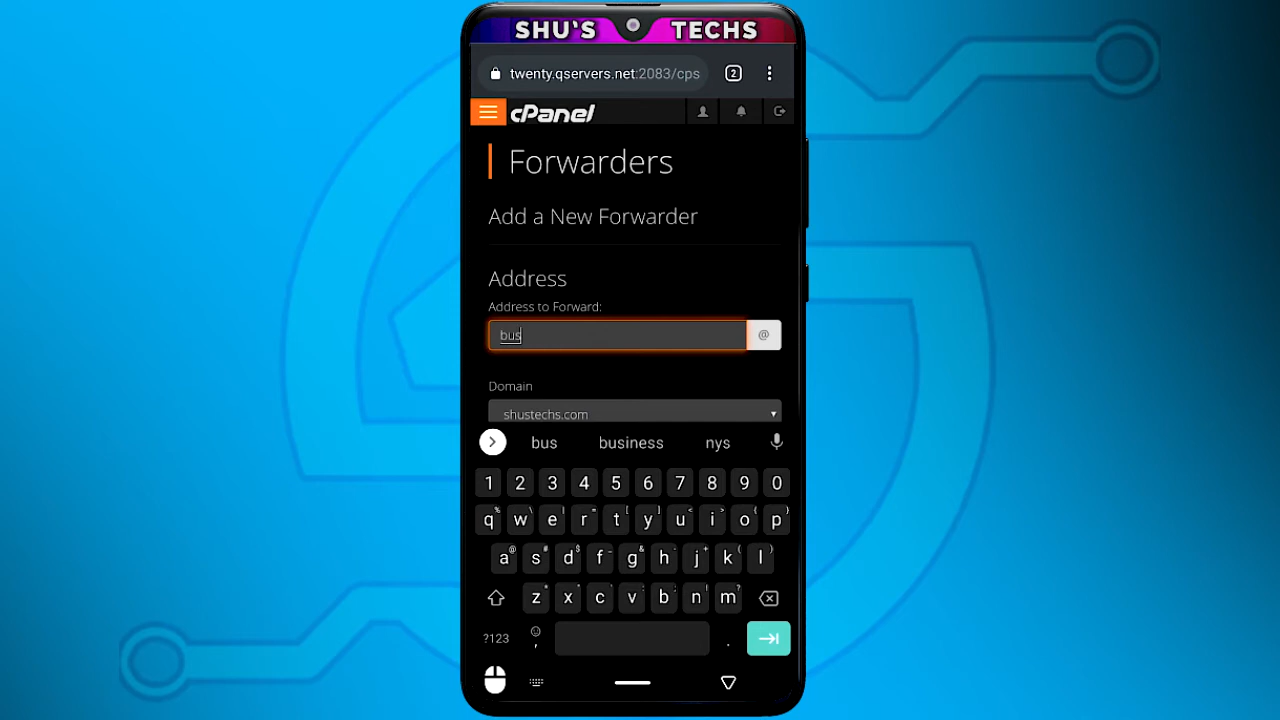 SHU'S TECHS
twenty.qservers.net:2083/cps 2
cPanel
Forwarders
Add a New Forwarder
Address
Address to Forward:
bus @
Domain
shustechs.com
bus business nys
1 2 3 4 5 6 7 8 9 0
q w e r t y u i o p
a s d f g h j k l
z x c v b n m
?123 , .